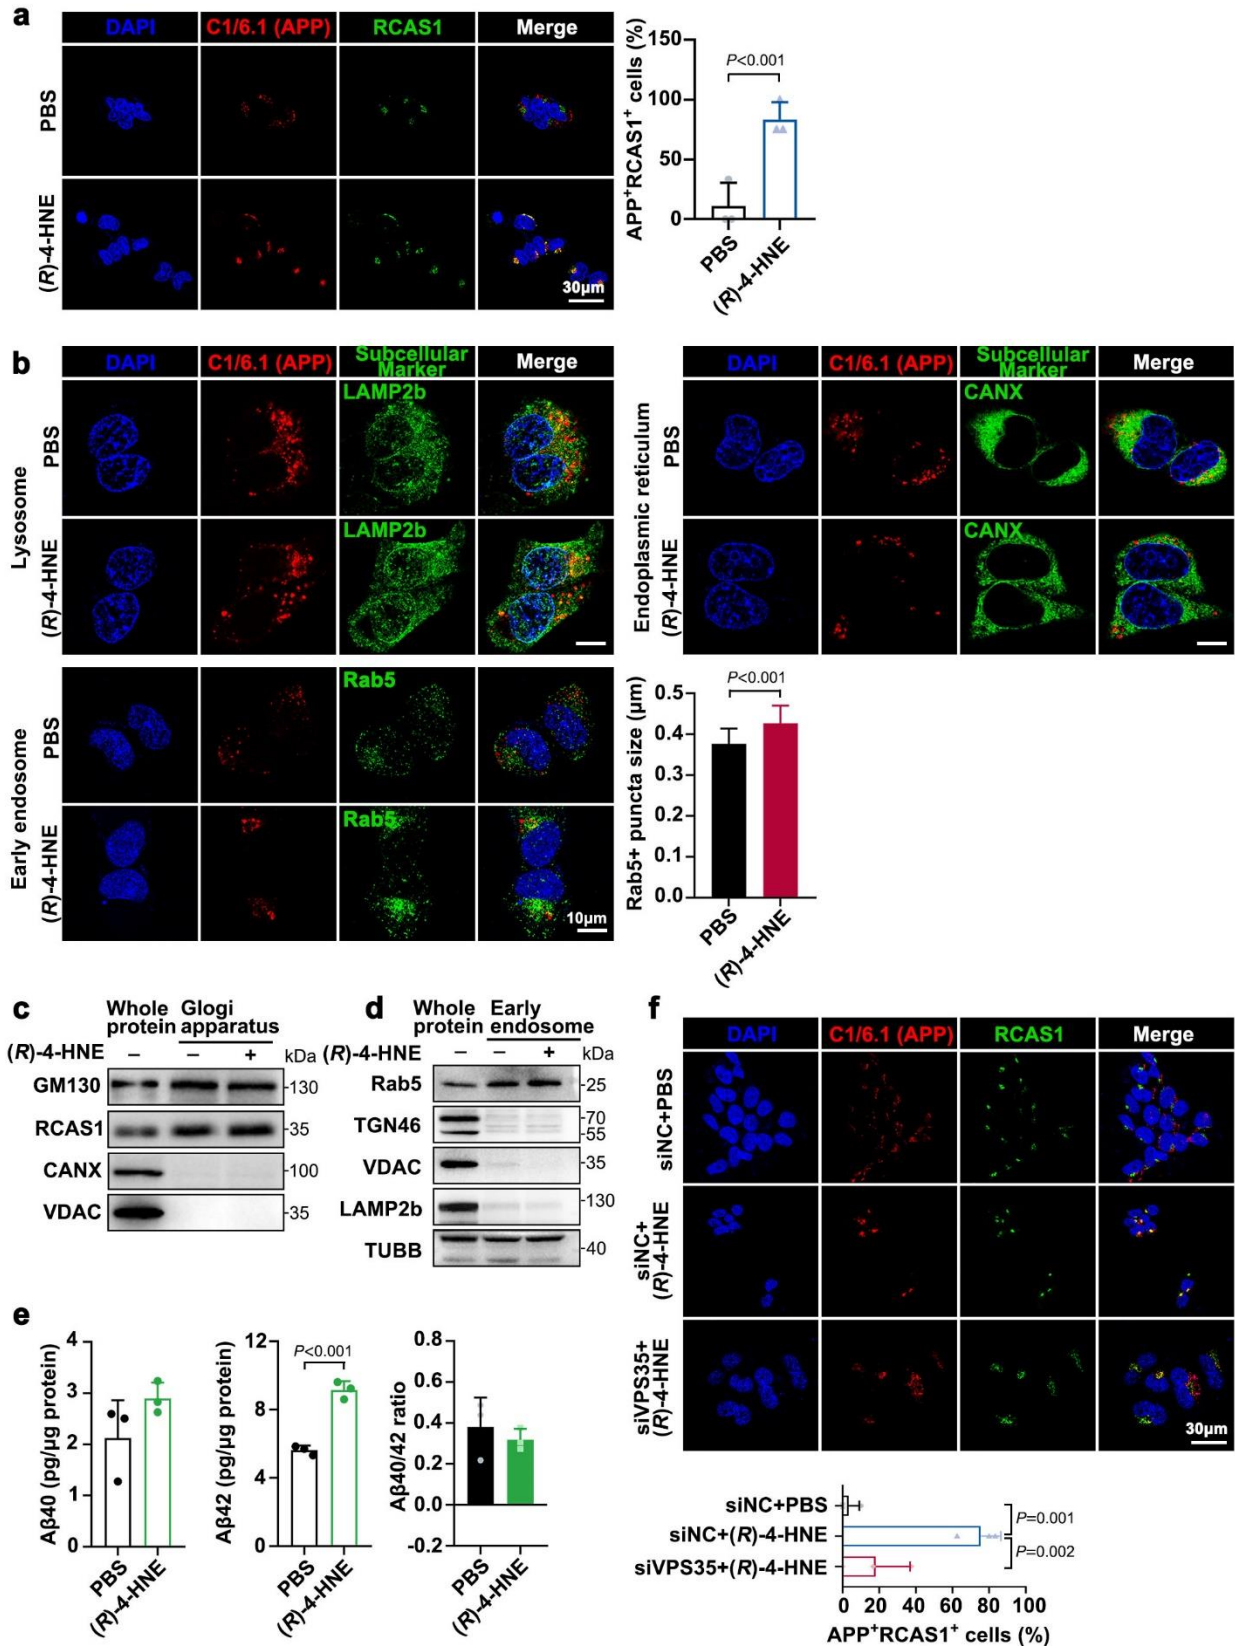 a
DAPI C1/6.1 (APP) RCAS1 Merge
PBS
(R)-4-HNE
30μm
150
100
50
0
APP⁺RCAS1⁺ cells (%)
P<0.001
PBS
(R)-4-HNE
b
DAPI C1/6.1 (APP) Subcellular Marker Merge
Lysosome
PBS
LAMP2b
(R)-4-HNE
LAMP2b
DAPI C1/6.1 (APP) Subcellular Marker Merge
Endoplasmic reticulum
PBS
CANX
(R)-4-HNE
CANX
Early endosome
PBS
Rab5
(R)-4-HNE
Rab5
10μm
Rab5+ puncta size (μm)
0.5
0.4
0.3
0.2
0.1
0.0
P<0.001
PBS
(R)-4-HNE
c
Whole protein
Glogi apparatus
(R)-4-HNE – – + kDa
GM130 -130
RCAS1 -35
CANX -100
VDAC -35
d
Whole protein
Early endosome
(R)-4-HNE – – + kDa
Rab5 -25
TGN46 -70
-55
VDAC -35
LAMP2b -130
TUBB -40
e
Aβ40 (pg/μg protein)
4
3
2
1
0
PBS
(R)-4-HNE
Aβ42 (pg/μg protein)
12
8
4
0
P<0.001
PBS
(R)-4-HNE
Aβ40/42 ratio
0.8
0.6
0.4
0.2
0.0
-0.2
PBS
(R)-4-HNE
f
DAPI C1/6.1 (APP) RCAS1 Merge
siNC+PBS
siNC+
(R)-4-HNE
siVPS35+
(R)-4-HNE
30μm
siNC+PBS
siNC+(R)-4-HNE
siVPS35+(R)-4-HNE
P=0.001
P=0.002
0 20 40 60 80 100
APP⁺RCAS1⁺ cells (%)